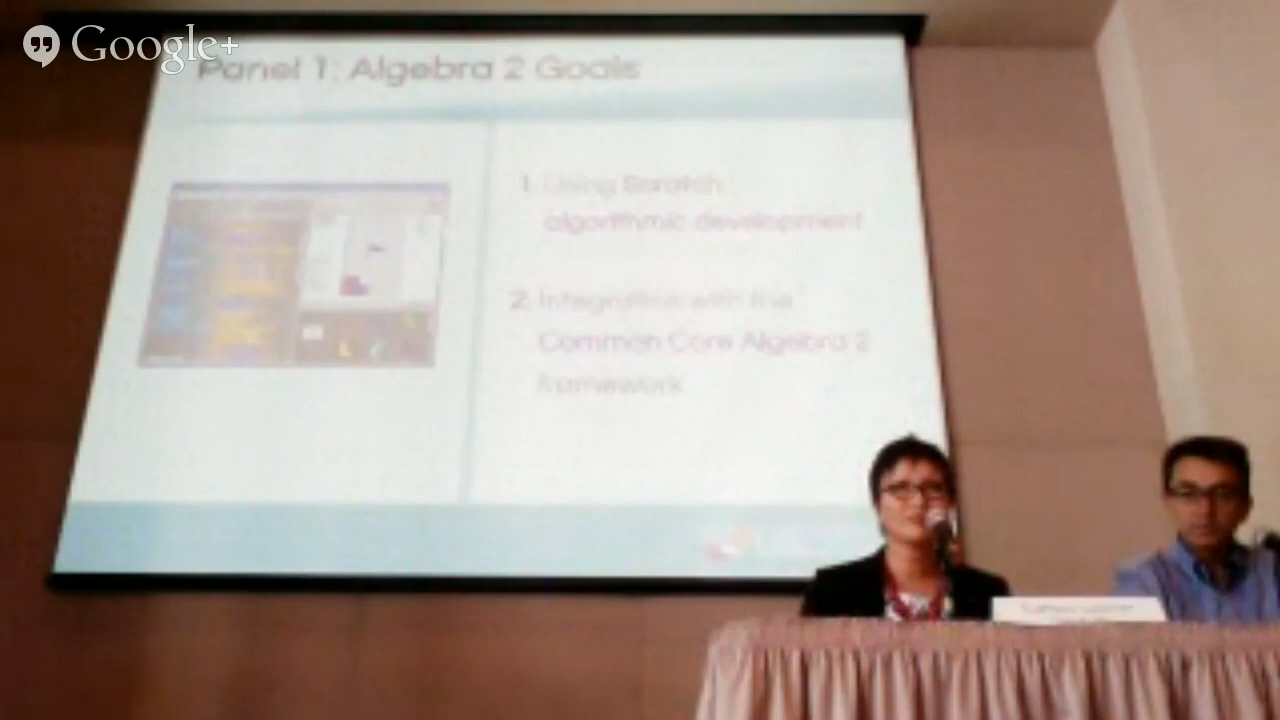 Google+
Panel 1: Algebra 2 Goals
1. Using Scratch
algorithmic development
2. Integration with the
Common Core Algebra 2
framework